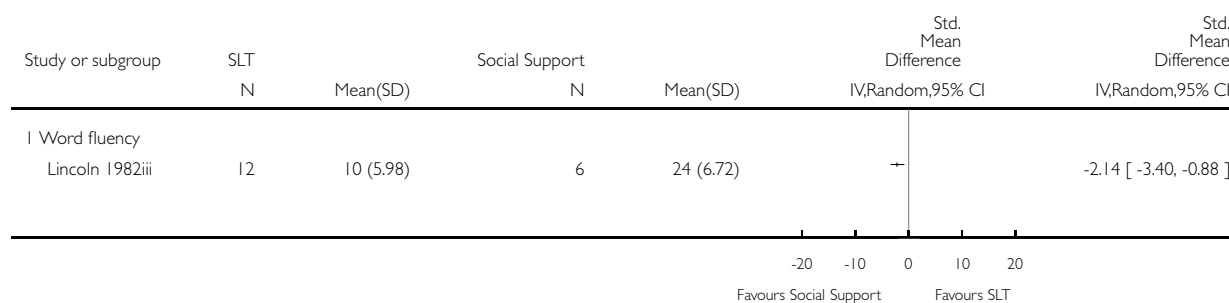 Study or subgroup SLT Social Support Std. Mean Difference Std. Mean Difference
N Mean(SD) N Mean(SD) IV,Random,95% CI IV,Random,95% CI
1 Word fluency
Lincoln 1982iii 12 10 (5.98) 6 24 (6.72) -2.14 [ -3.40, -0.88 ]
-20 -10 0 10 20
Favours Social Support Favours SLT